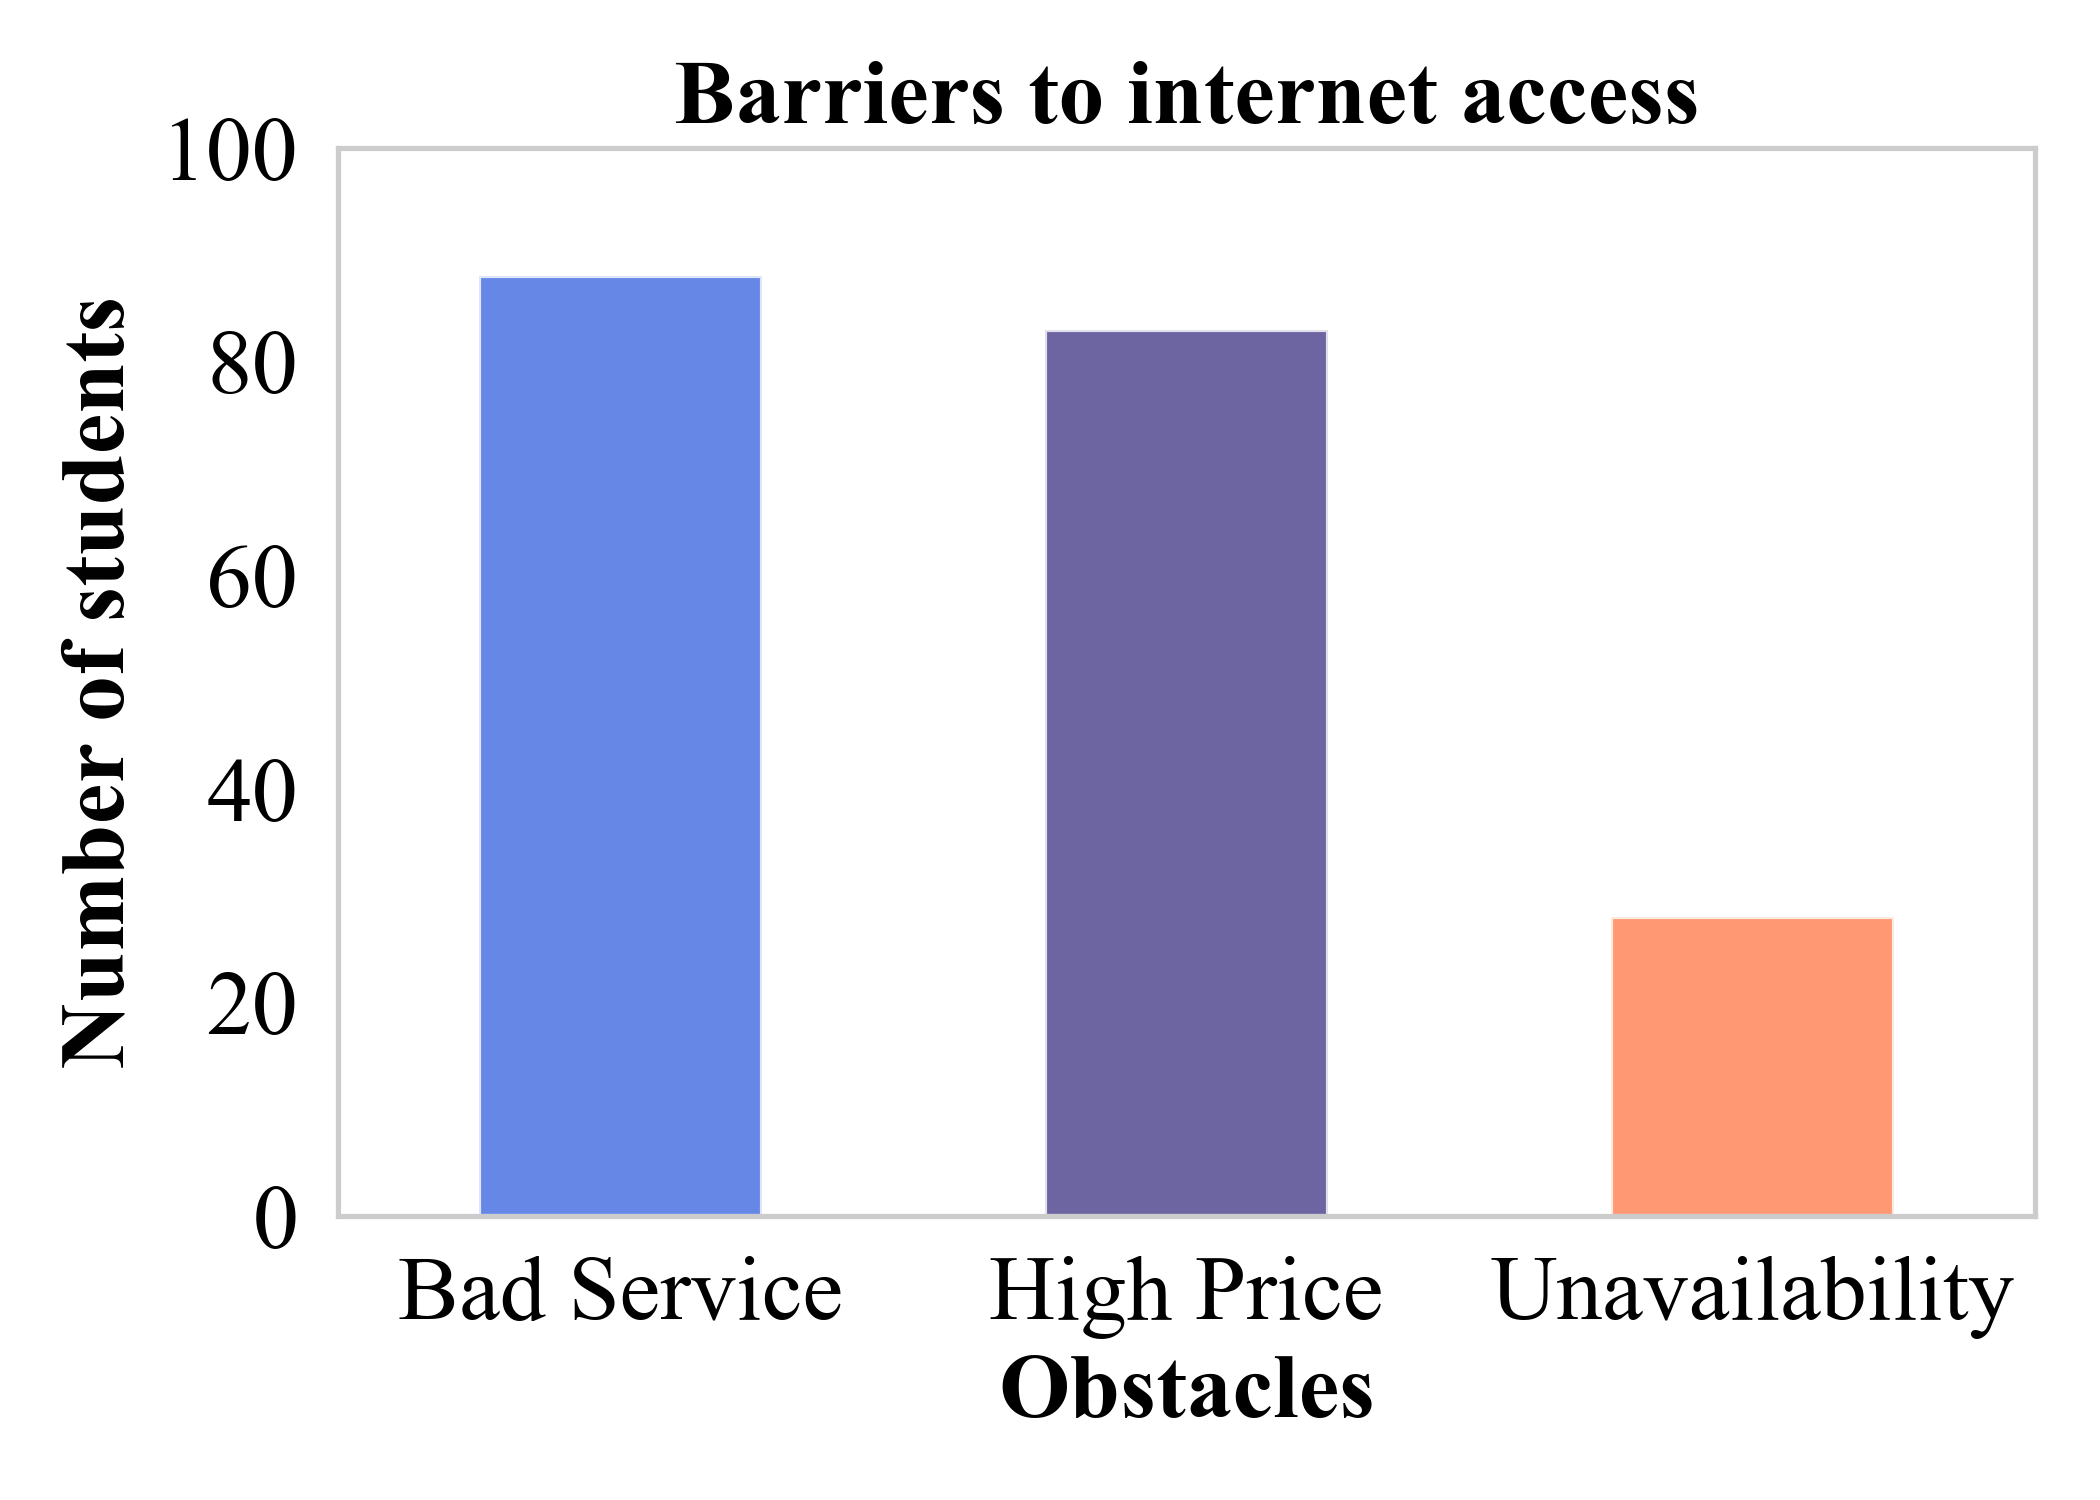 Barriers to internet access
100
80
60
40
20
0
Number of students
Bad Service
High Price
Unavailability
Obstacles